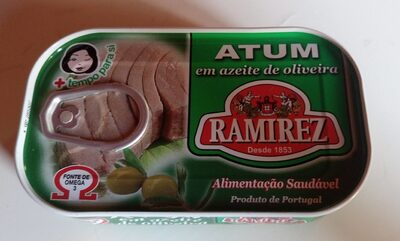 + tempo para si
ATUM
em azeite de oliveira
RAMIREZ
Desde 1853
Alimentação Saudável
Produto de Portugal
FONTE DE
OMEGA
3